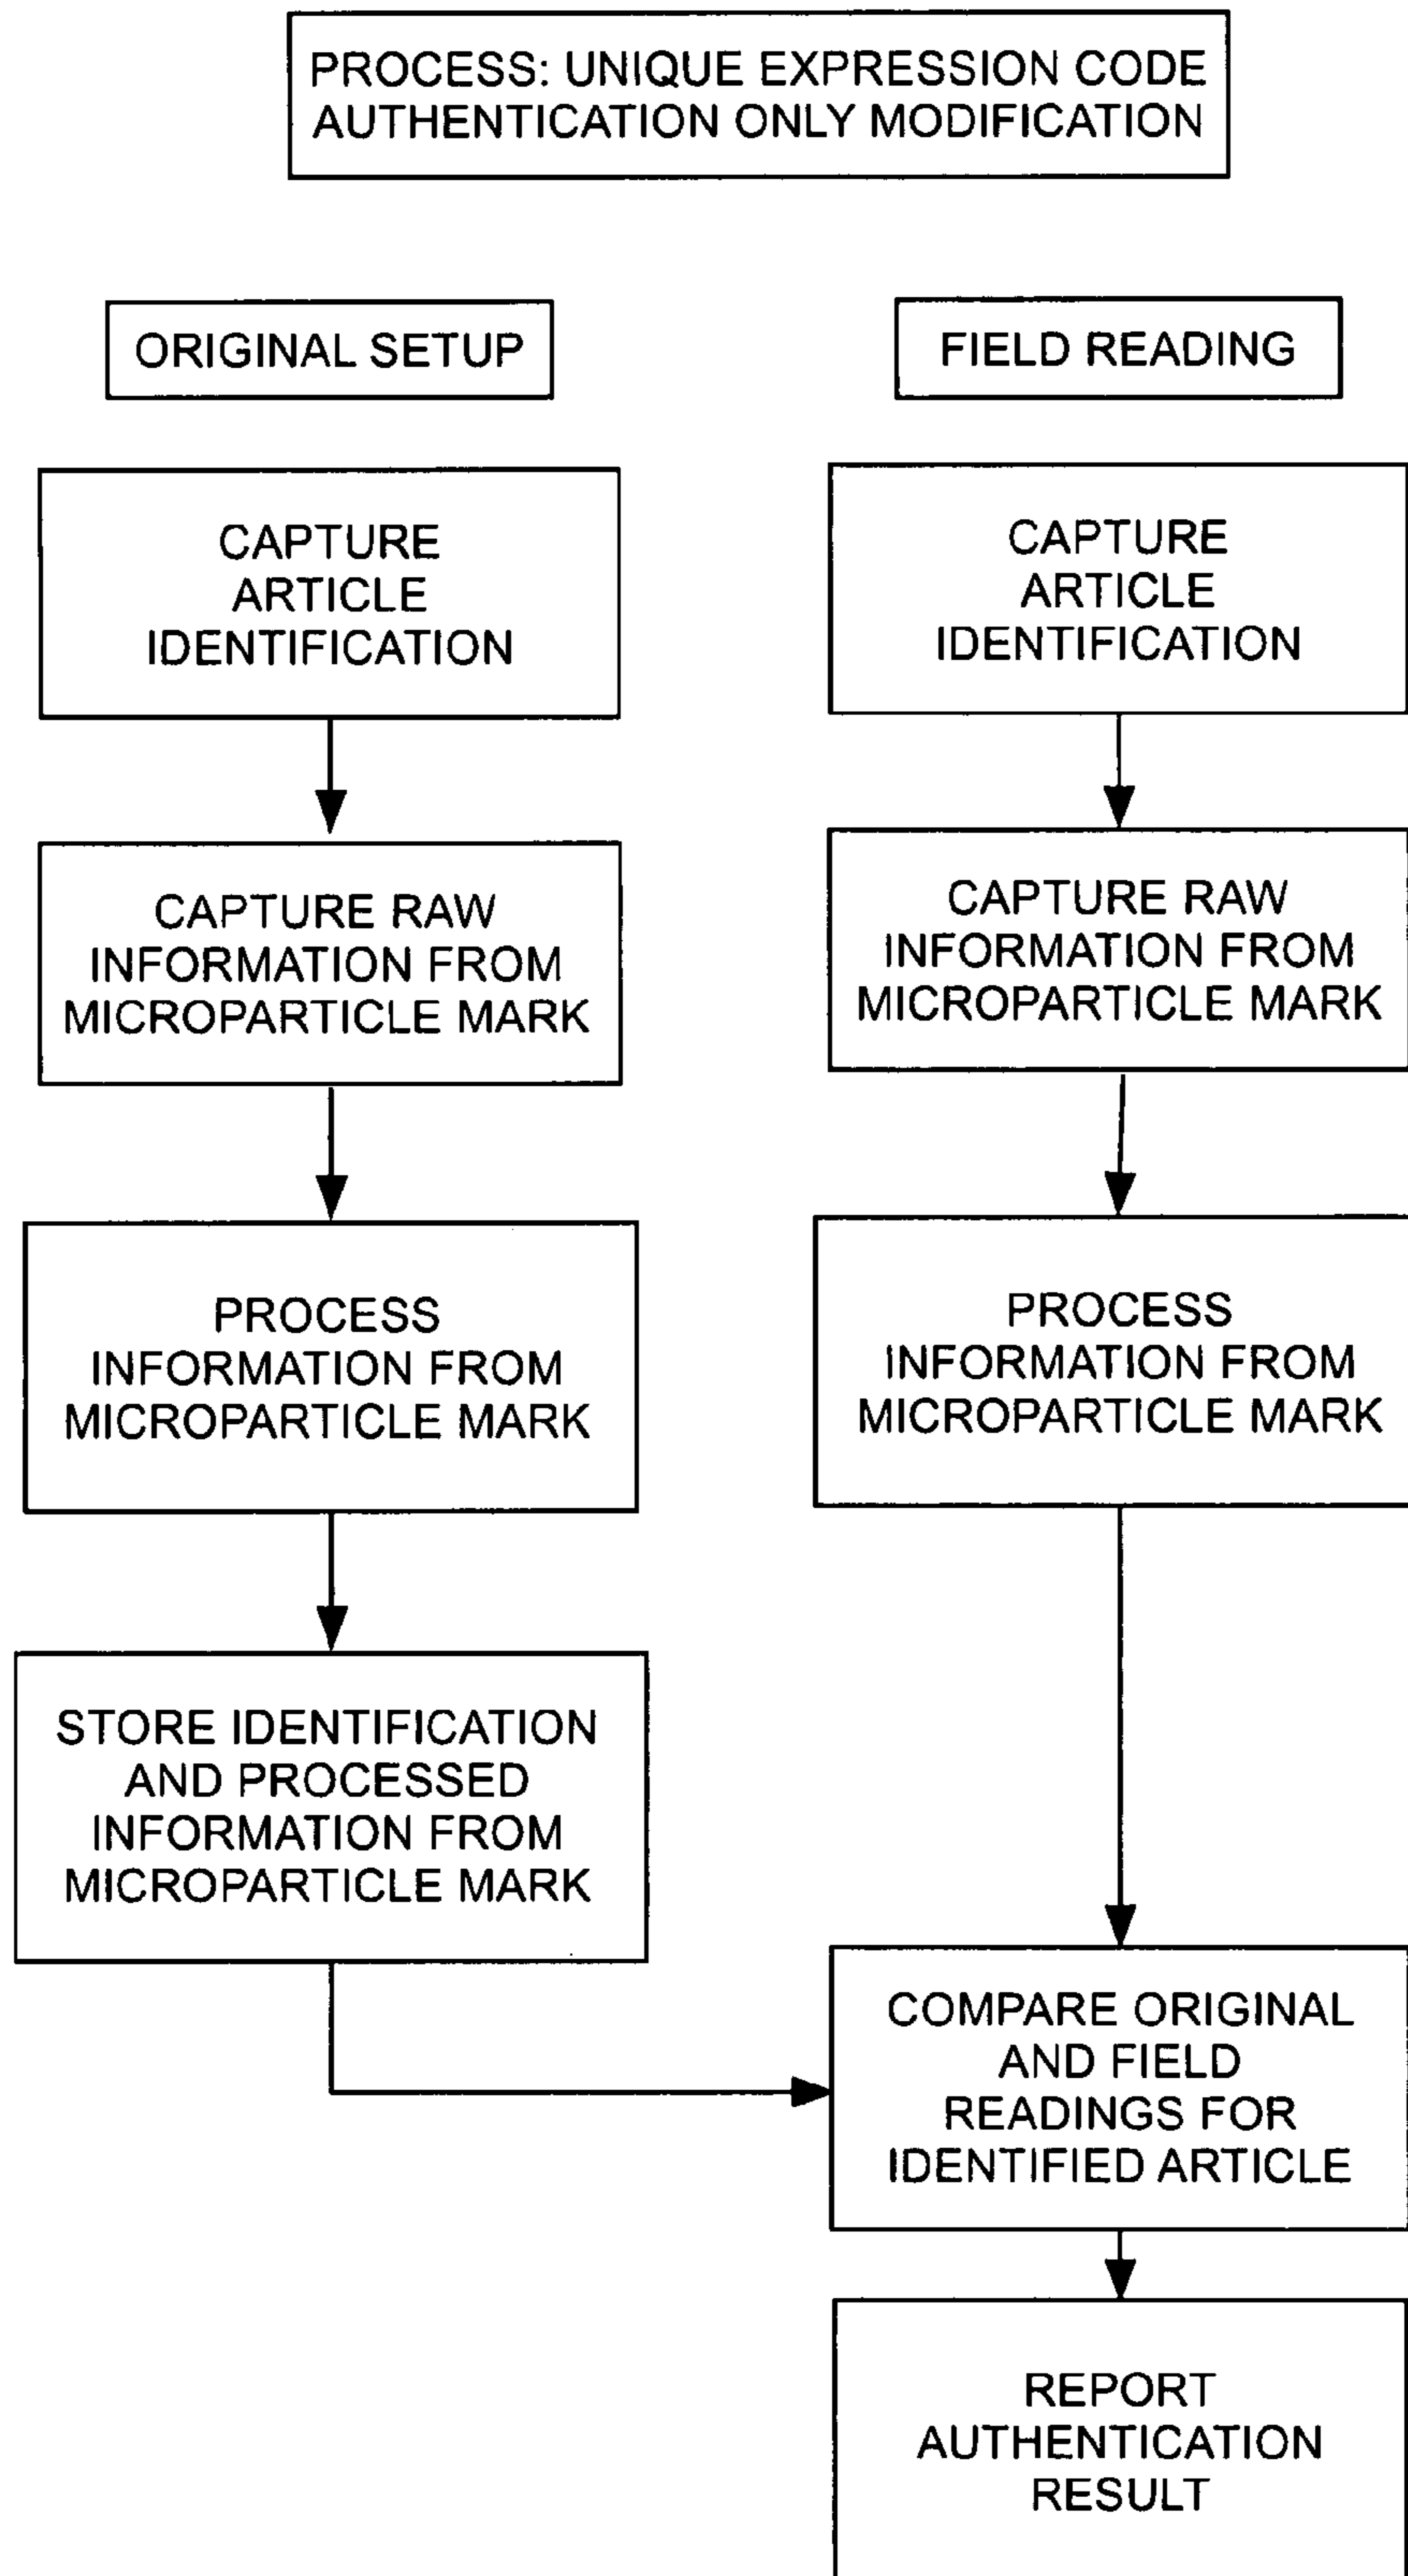 PROCESS: UNIQUE EXPRESSION CODE
AUTHENTICATION ONLY MODIFICATION
ORIGINAL SETUP
CAPTURE
ARTICLE
IDENTIFICATION
CAPTURE RAW
INFORMATION FROM
MICROPARTICLE MARK
PROCESS
INFORMATION FROM
MICROPARTICLE MARK
STORE IDENTIFICATION
AND PROCESSED
INFORMATION FROM
MICROPARTICLE MARK
FIELD READING
CAPTURE
ARTICLE
IDENTIFICATION
CAPTURE RAW
INFORMATION FROM
MICROPARTICLE MARK
PROCESS
INFORMATION FROM
MICROPARTICLE MARK
COMPARE ORIGINAL
AND FIELD
READINGS FOR
IDENTIFIED ARTICLE
REPORT
AUTHENTICATION
RESULT